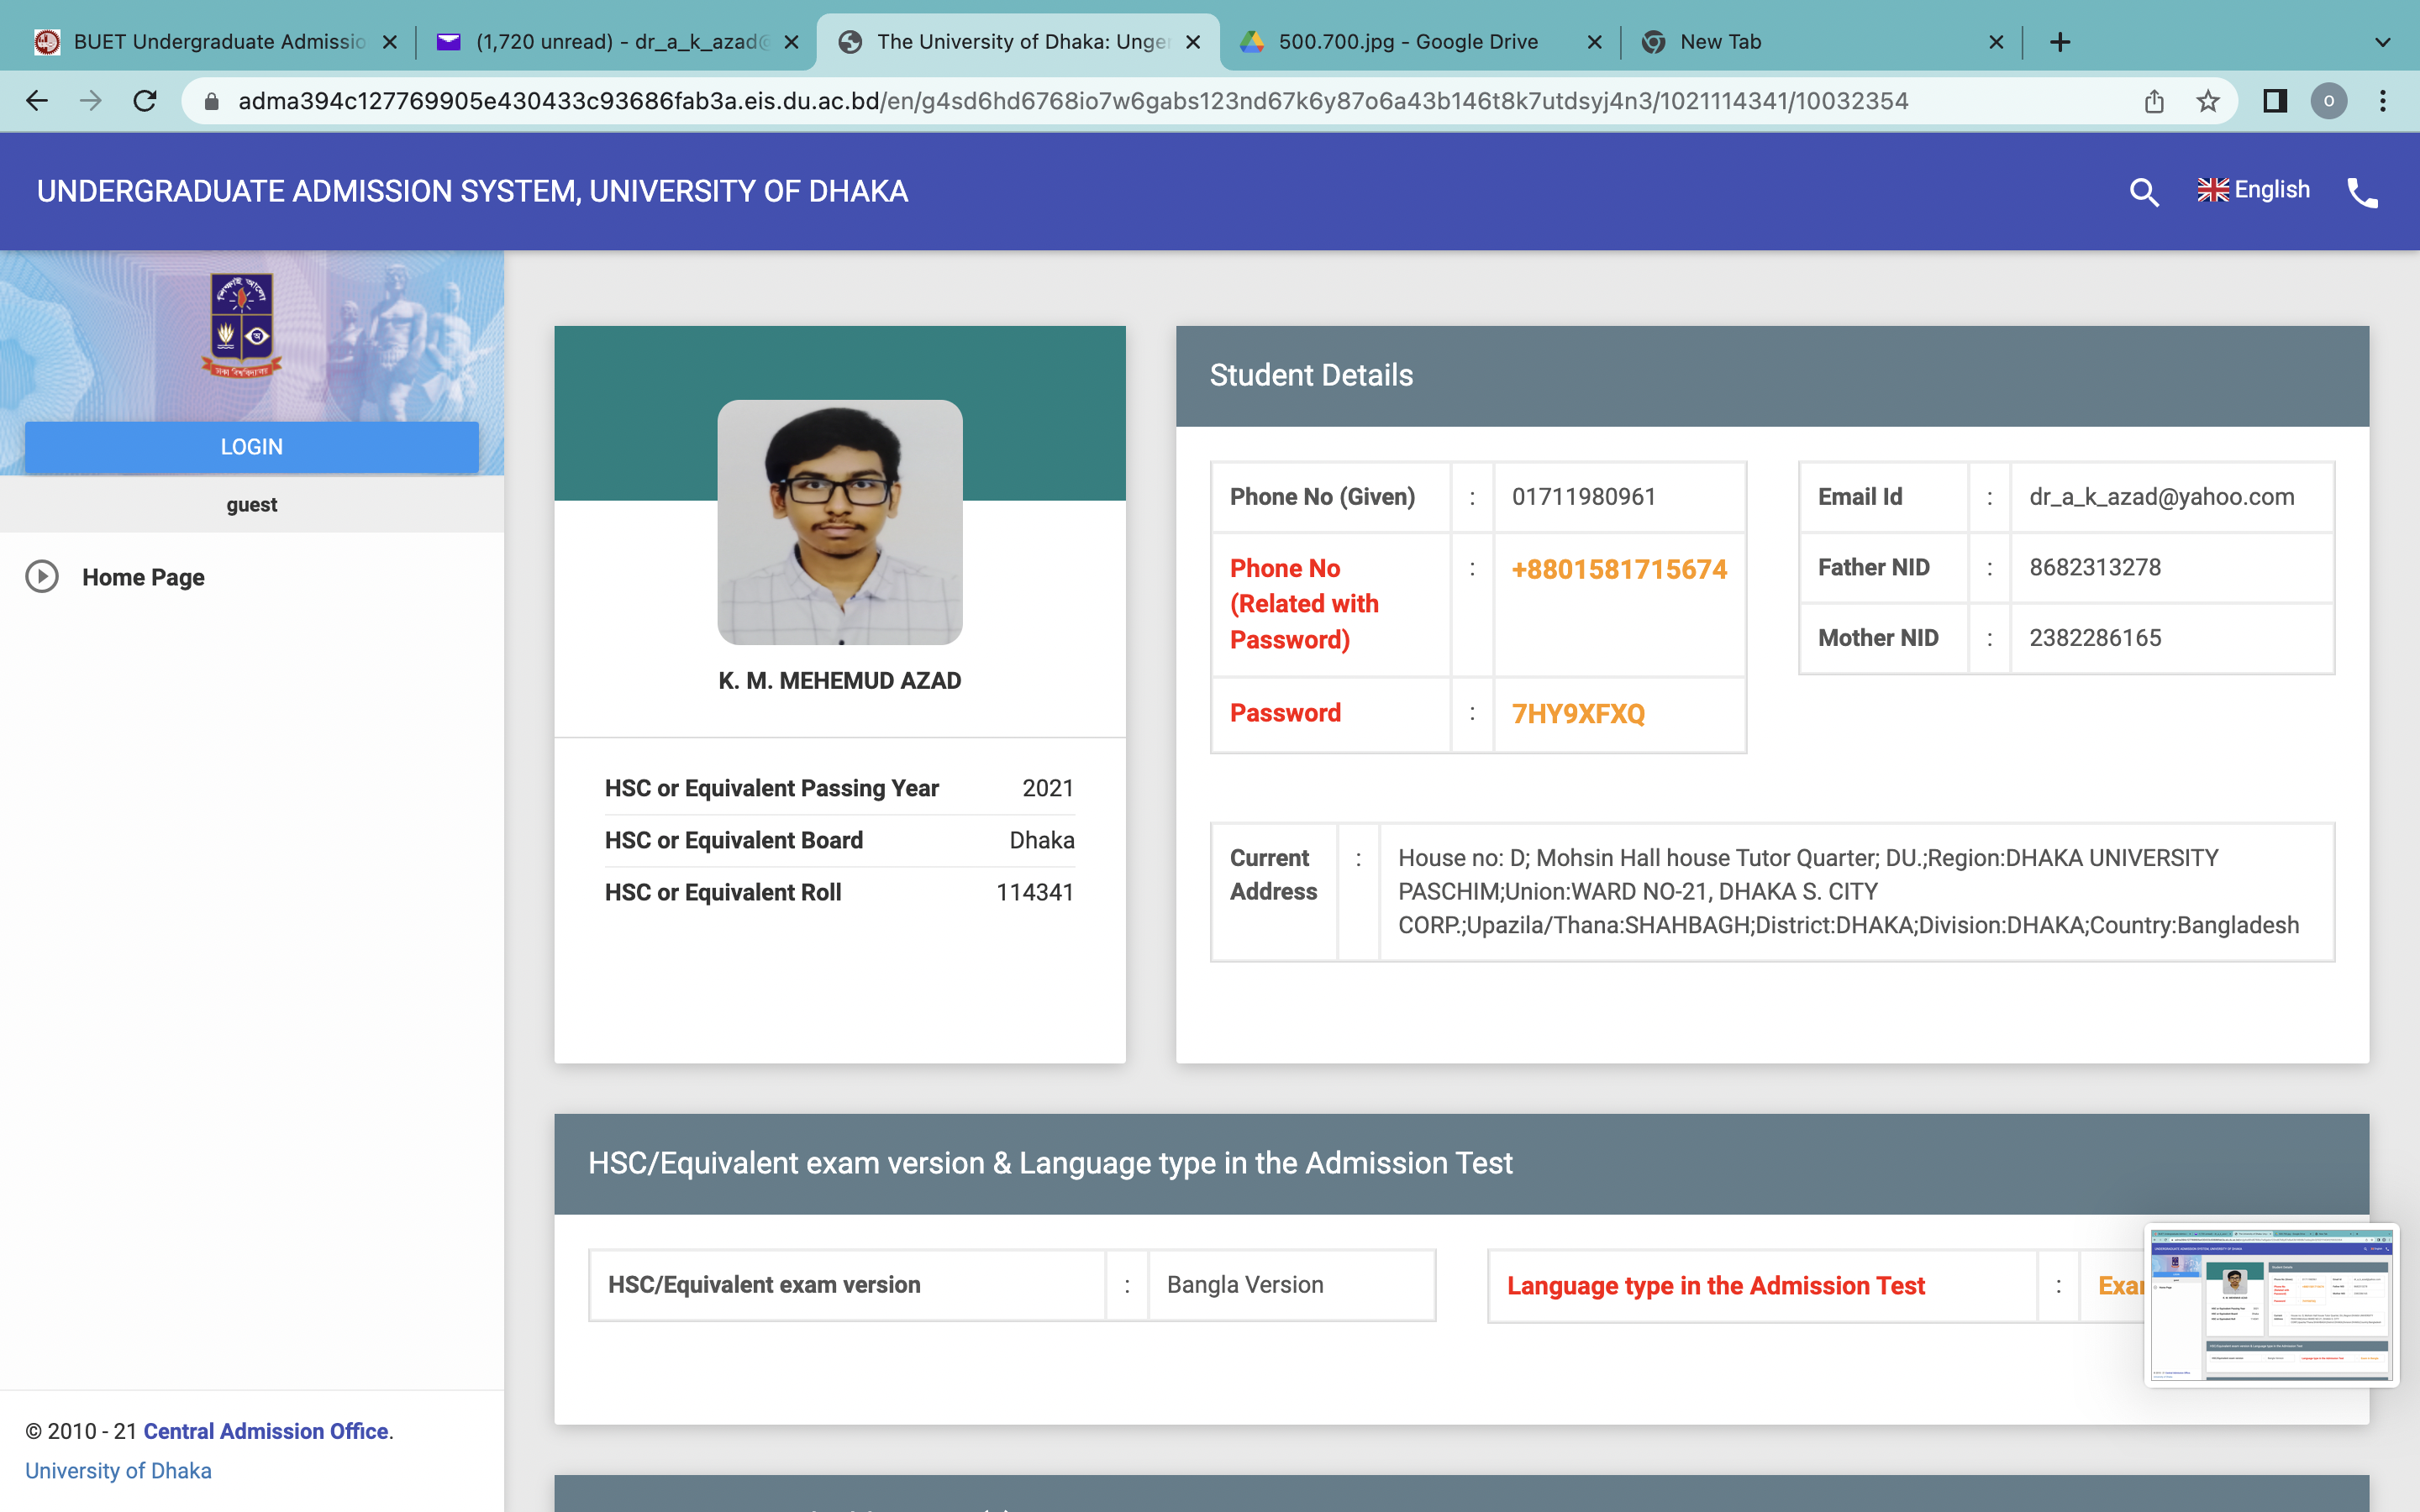 BUET Undergraduate Admissio
(1,720 unread) - dr_a_k_azad@
The University of Dhaka: Unger
500.700.jpg - Google Drive
New Tab
adma394c127769905e430433c93686fab3a.eis.du.ac.bd/en/g4sd6hd6768io7w6gabs123nd67k6y87o6a43b146t8k7utdsyj4n3/1021114341/10032354
UNDERGRADUATE ADMISSION SYSTEM, UNIVERSITY OF DHAKA
English
LOGIN
guest
Home Page
K. M. MEHEMUD AZAD
HSC or Equivalent Passing Year 2021
HSC or Equivalent Board Dhaka
HSC or Equivalent Roll 114341
Student Details
Phone No (Given) : 01711980961
Phone No : +8801581715674
(Related with
Password)
Password : 7HY9XFXQ
Email Id : dr_a_k_azad@yahoo.com
Father NID : 8682313278
Mother NID : 2382286165
Current : House no: D; Mohsin Hall house Tutor Quarter; DU.;Region:DHAKA UNIVERSITY
Address PASCHIM;Union:WARD NO-21, DHAKA S. CITY
CORP.;Upazila/Thana:SHAHBAGH;District:DHAKA;Division:DHAKA;Country:Bangladesh
HSC/Equivalent exam version & Language type in the Admission Test
HSC/Equivalent exam version : Bangla Version
Language type in the Admission Test : Exa
© 2010 - 21 Central Admission Office.
University of Dhaka